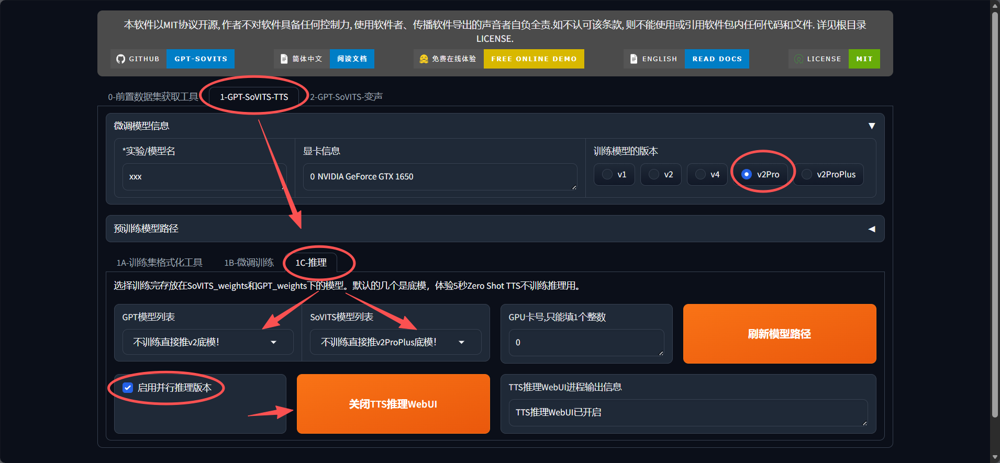 本软件以MIT协议开源, 作者不对软件具备任何控制力, 使用软件者、传播软件导出的声音者自负全责.如不认可该条款, 则不能使用或引用软件包内任何代码和文件. 详见根目录
LICENSE.
GITHUB GPT-SOVITS 简体中文 阅读文档 免费在线体验 FREE ONLINE DEMO ENGLISH READ DOCS LICENSE MIT
0-前置数据集获取工具 1-GPT-SoVITS-TTS 2-GPT-SoVITS-变声
微调模型信息
*实验/模型名 显卡信息 训练模型的版本
xxx 0 NVIDIA GeForce GTX 1650 v1 v2 v4 v2Pro v2ProPlus
预训练模型路径
1A-训练集格式化工具 1B-微调训练 1C-推理
选择训练完存放在SoVITS_weights和GPT_weights下的模型。默认的几个是底模，体验5秒Zero Shot TTS不训练推理用。
GPT模型列表 SoVITS模型列表 GPU卡号,只能填1个整数
不训练直接推v2底模！ 不训练直接推v2ProPlus底模！ 0 刷新模型路径
启用并行推理版本 关闭TTS推理WebUI TTS推理WebUI进程输出信息
TTS推理WebUI已开启